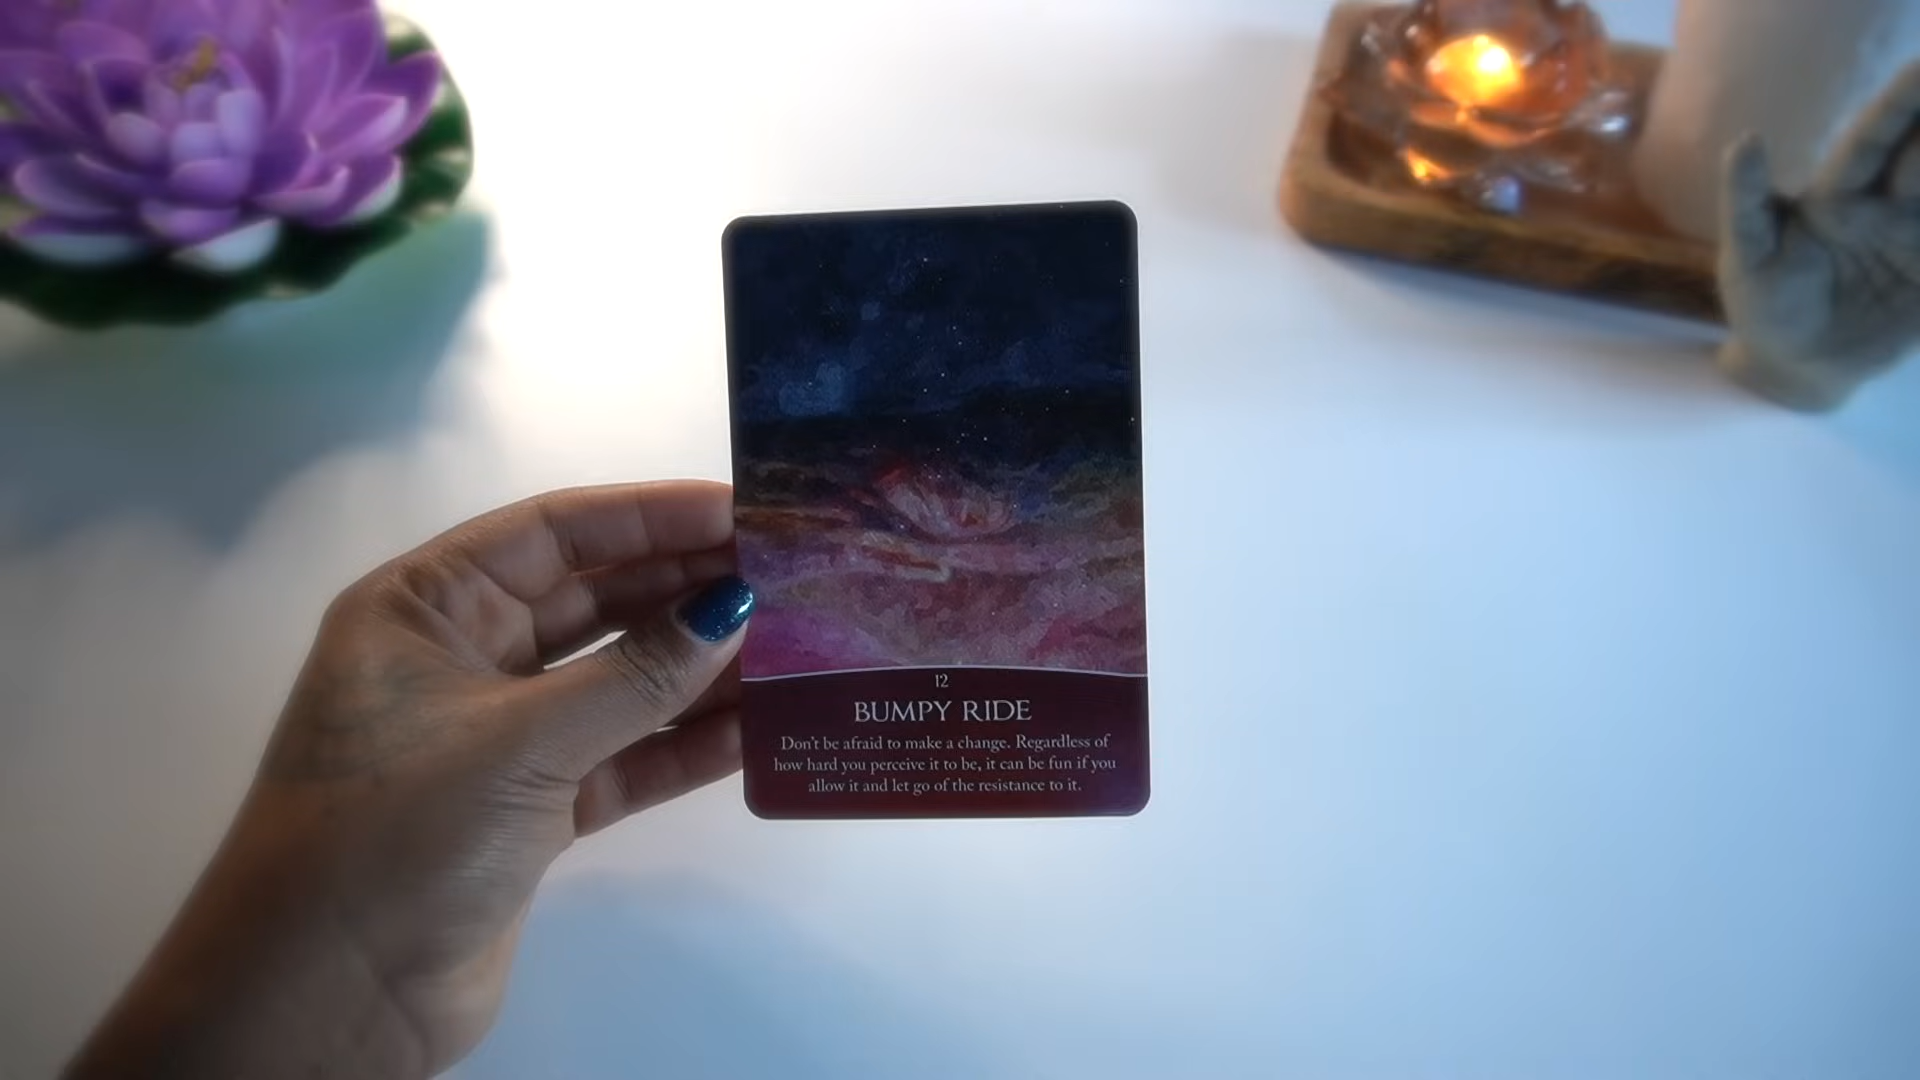 12
BUMPY RIDE
Don't be afraid to make a change. Regardless of
how hard you perceive it to be, it can be fun if you
allow it and let go of the resistance to it.